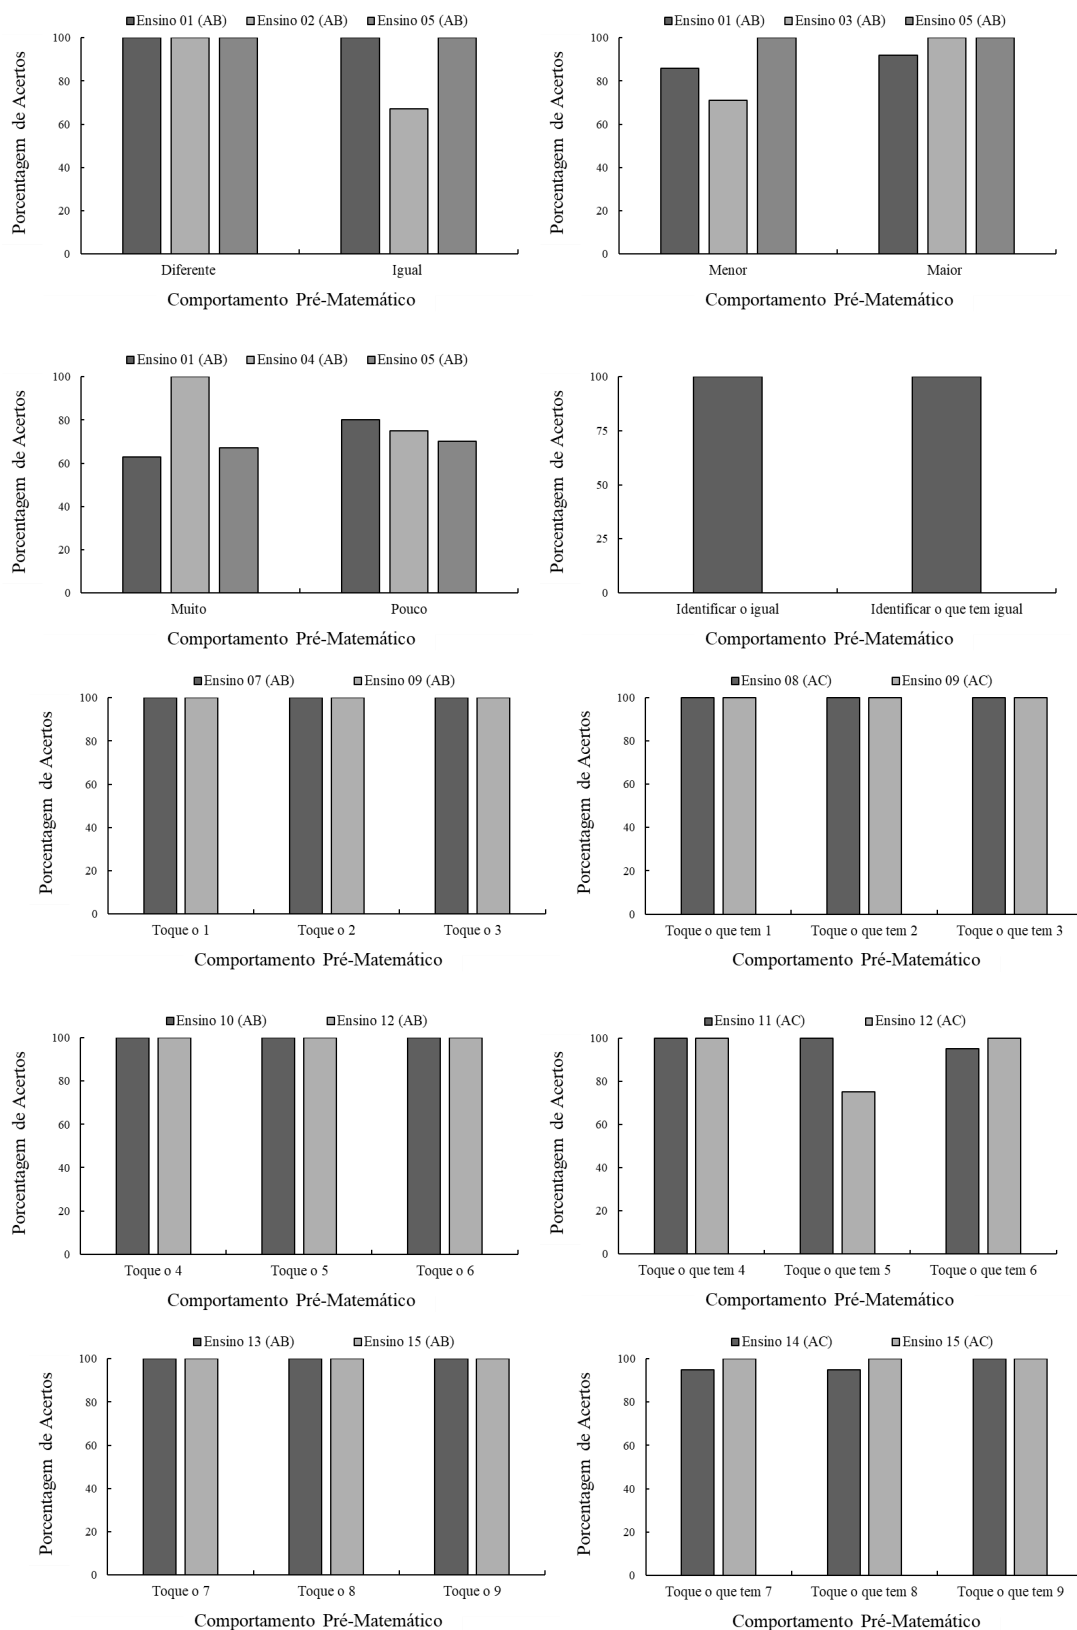 Ensino 01 (AB) Ensino 02 (AB) Ensino 05 (AB)
Porcentagem de Acertos
100
80
60
40
20
0
Diferente Igual
Comportamento Pré-Matemático
Ensino 01 (AB) Ensino 03 (AB) Ensino 05 (AB)
Porcentagem de Acertos
100
80
60
40
20
0
Menor Maior
Comportamento Pré-Matemático
Ensino 01 (AB) Ensino 04 (AB) Ensino 05 (AB)
Porcentagem de Acertos
100
80
60
40
20
0
Muito Pouco
Comportamento Pré-Matemático
Porcentagem de Acertos
100
75
50
25
0
Identificar o igual Identificar o que tem igual
Comportamento Pré-Matemático
Ensino 07 (AB) Ensino 09 (AB)
Porcentagem de Acertos
100
80
60
40
20
0
Toque o 1 Toque o 2 Toque o 3
Comportamento Pré-Matemático
Ensino 08 (AC) Ensino 09 (AC)
Porcentagem de Acertos
100
80
60
40
20
0
Toque o que tem 1 Toque o que tem 2 Toque o que tem 3
Comportamento Pré-Matemático
Ensino 10 (AB) Ensino 12 (AB)
Porcentagem de Acertos
100
80
60
40
20
0
Toque o 4 Toque o 5 Toque o 6
Comportamento Pré-Matemático
Ensino 11 (AC) Ensino 12 (AC)
Porcentagem de Acertos
100
80
60
40
20
0
Toque o que tem 4 Toque o que tem 5 Toque o que tem 6
Comportamento Pré-Matemático
Ensino 13 (AB) Ensino 15 (AB)
Porcentagem de Acertos
100
80
60
40
20
0
Toque o 7 Toque o 8 Toque o 9
Comportamento Pré-Matemático
Ensino 14 (AC) Ensino 15 (AC)
Porcentagem de Acertos
100
80
60
40
20
0
Toque o que tem 7 Toque o que tem 8 Toque o que tem 9
Comportamento Pré-Matemático